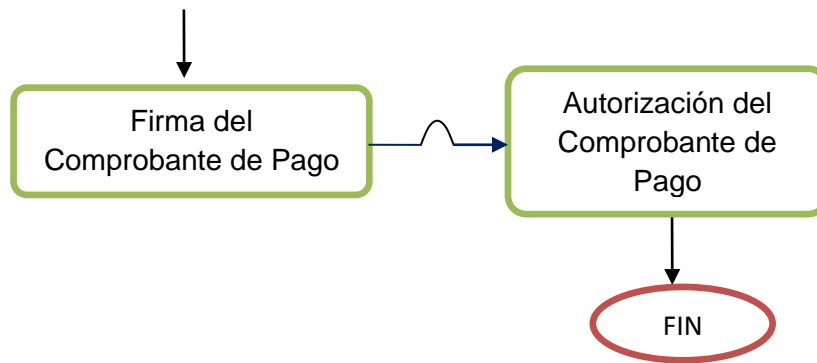 Firma del
Comprobante de Pago
Autorización del
Comprobante de
Pago
FIN